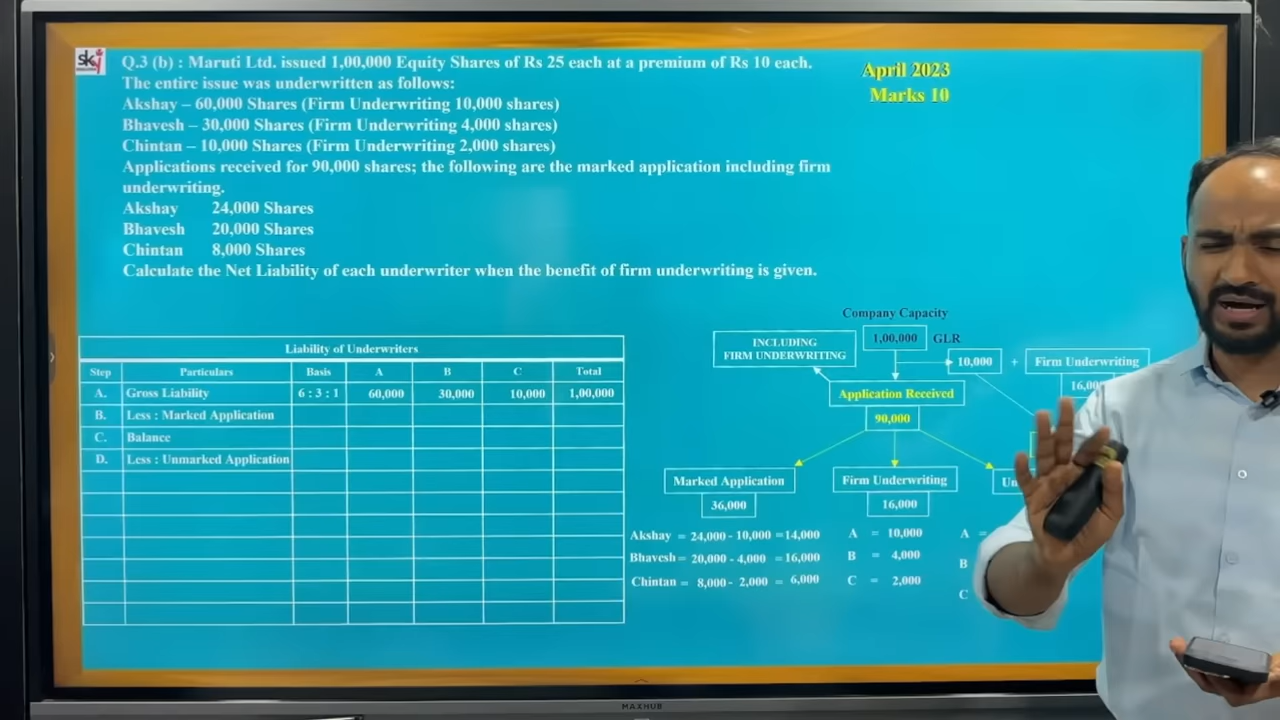 sk
Q.3 (b) : Maruti Ltd. issued 1,00,000 Equity Shares of Rs 25 each at a premium of Rs 10 each.
The entire issue was underwritten as follows:
Akshay – 60,000 Shares (Firm Underwriting 10,000 shares)
Bhavesh – 30,000 Shares (Firm Underwriting 4,000 shares)
Chintan – 10,000 Shares (Firm Underwriting 2,000 shares)
Applications received for 90,000 shares; the following are the marked application including firm
underwriting.
Akshay 24,000 Shares
Bhavesh 20,000 Shares
Chintan 8,000 Shares
Calculate the Net Liability of each underwriter when the benefit of firm underwriting is given.
April 2023
Marks 10
Liability of Underwriters
Step Particulars Basis A B C Total
A. Gross Liability 6 : 3 : 1 60,000 30,000 10,000 1,00,000
B. Less : Marked Application
C. Balance
D. Less : Unmarked Application
Company Capacity
1,00,000 GLR
INCLUDING
FIRM UNDERWRITING
10,000 + Firm Underwriting
16,00
Application Received
90,000
Marked Application Firm Underwriting Un
36,000 16,000
Akshay = 24,000 - 10,000 = 14,000 A = 10,000 A =
Bhavesh = 20,000 - 4,000 = 16,000 B = 4,000 B
Chintan = 8,000 - 2,000 = 6,000 C = 2,000 C
MAXHUB